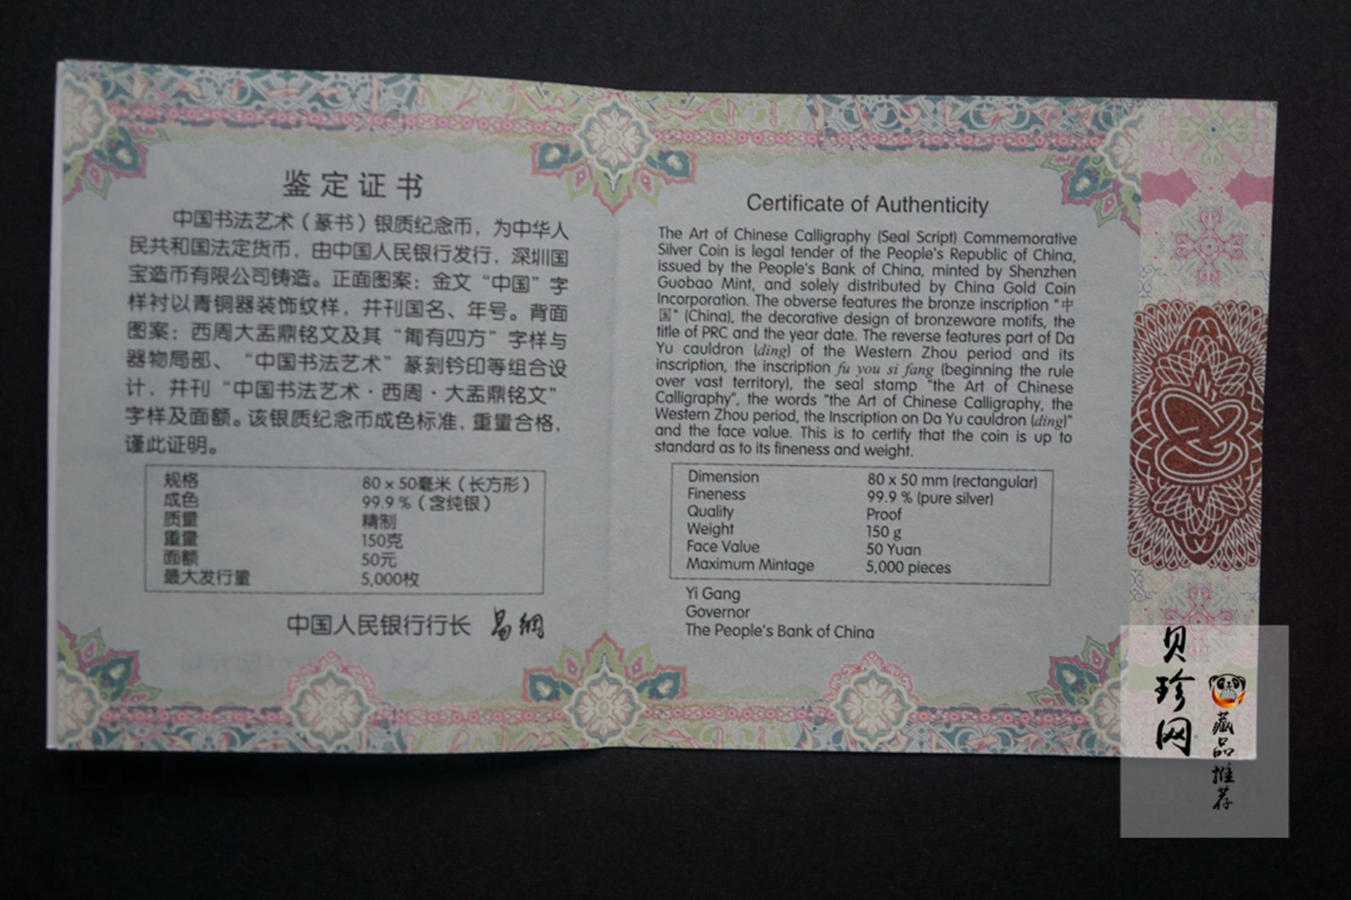 鉴定证书
中国书法艺术（篆书）银质纪念币，为中华人
民共和国法定货币，由中国人民银行发行，深圳国
宝造币有限公司铸造。正面图案：金文“中国”字
样衬以青铜器装饰纹样，并刊国名、年号。背面
图案：西周大盂鼎铭文及其“匍有四方”字样与
器物局部、“中国书法艺术”篆刻钤印等组合设
计，并刊“中国书法艺术·西周·大盂鼎铭文”
字样及面额。该银质纪念币成色标准，重量合格，
谨此证明。
规格 80×50毫米（长方形）
成色 99.9%（含纯银）
质量 精制
重量 150克
面额 50元
最大发行量 5,000枚
中国人民银行行长 易纲
Certificate of Authenticity
The Art of Chinese Calligraphy (Seal Script) Commemorative
Silver Coin is legal tender of the People's Republic of China,
issued by the People's Bank of China, minted by Shenzhen
Guobao Mint, and solely distributed by China Gold Coin
Incorporation. The obverse features the bronze inscription "中
国" (China), the decorative design of bronzeware motifs, the
title of PRC and the year date. The reverse features part of Da
Yu cauldron (ding) of the Western Zhou period and its
inscription, the inscription fu you si fang (beginning the rule
over vast territory), the seal stamp "the Art of Chinese
Calligraphy", the words "the Art of Chinese Calligraphy, the
Western Zhou period, the Inscription on Da Yu cauldron (ding)"
and the face value. This is to certify that the coin is up to
standard as to its fineness and weight.
Dimension 80 x 50 mm (rectangular)
Fineness 99.9 % (pure silver)
Quality Proof
Weight 150 g
Face Value 50 Yuan
Maximum Mintage 5,000 pieces
Yi Gang
Governor
The People's Bank of China
贝珍网
藏品推荐